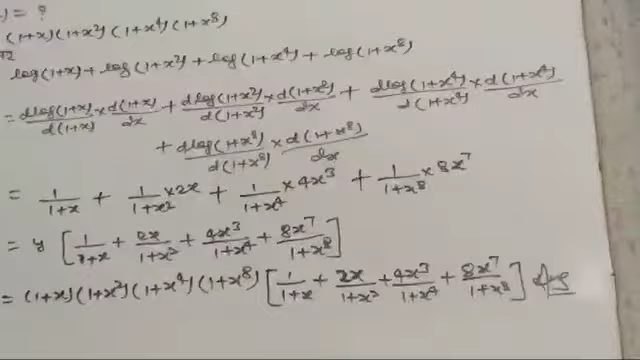 ) = ?
(1+x)(1+x²)(1+x⁴)(1+x⁸)
log(1+x) + log(1+x²) + log(1+x⁴) + log(1+x⁸)
= dlog(1+x)/d(1+x) × d(1+x)/dx + dlog(1+x²)/d(1+x²) × d(1+x²)/dx + dlog(1+x⁴)/d(1+x⁴) × d(1+x⁴)/dx
+ dlog(1+x⁸)/d(1+x⁸) × d(1+x⁸)/dx
= 1/1+x + 1/1+x² × 2x + 1/1+x⁴ × 4x³ + 1/1+x⁸ × 8x⁷
= y [1/1+x + 2x/1+x² + 4x³/1+x⁴ + 8x⁷/1+x⁸]
= (1+x)(1+x²)(1+x⁴)(1+x⁸) [1/1+x + 2x/1+x² + 4x³/1+x⁴ + 8x⁷/1+x⁸] Ans